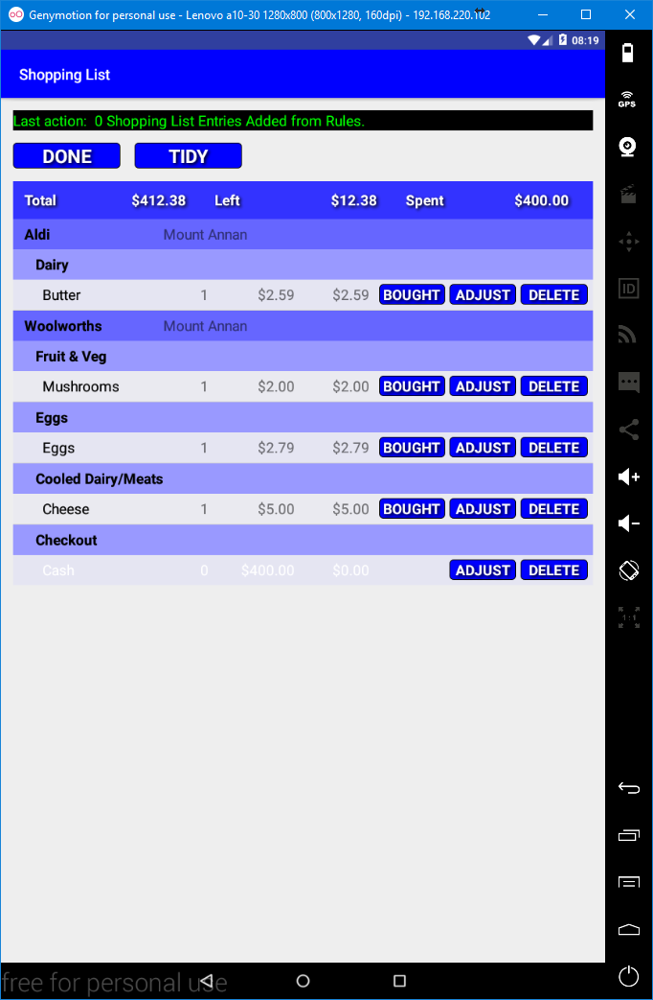 Genymotion for personal use - Lenovo a10-30 1280x800 (800x1280, 160dpi) - 192.168.220.102
08:19
Shopping List
GPS
Last action:  0 Shopping List Entries Added from Rules.
DONE TIDY
ID
Total $412.38 Left $12.38 Spent $400.00
Aldi Mount Annan
Dairy
Butter 1 $2.59 $2.59 BOUGHT ADJUST DELETE
Woolworths Mount Annan
Fruit & Veg
Mushrooms 1 $2.00 $2.00 BOUGHT ADJUST DELETE
Eggs
Eggs 1 $2.79 $2.79 BOUGHT ADJUST DELETE
Cooled Dairy/Meats
Cheese 1 $5.00 $5.00 BOUGHT ADJUST DELETE
Checkout
Cash 0 $400.00 $0.00 ADJUST DELETE
1:1
free for personal use